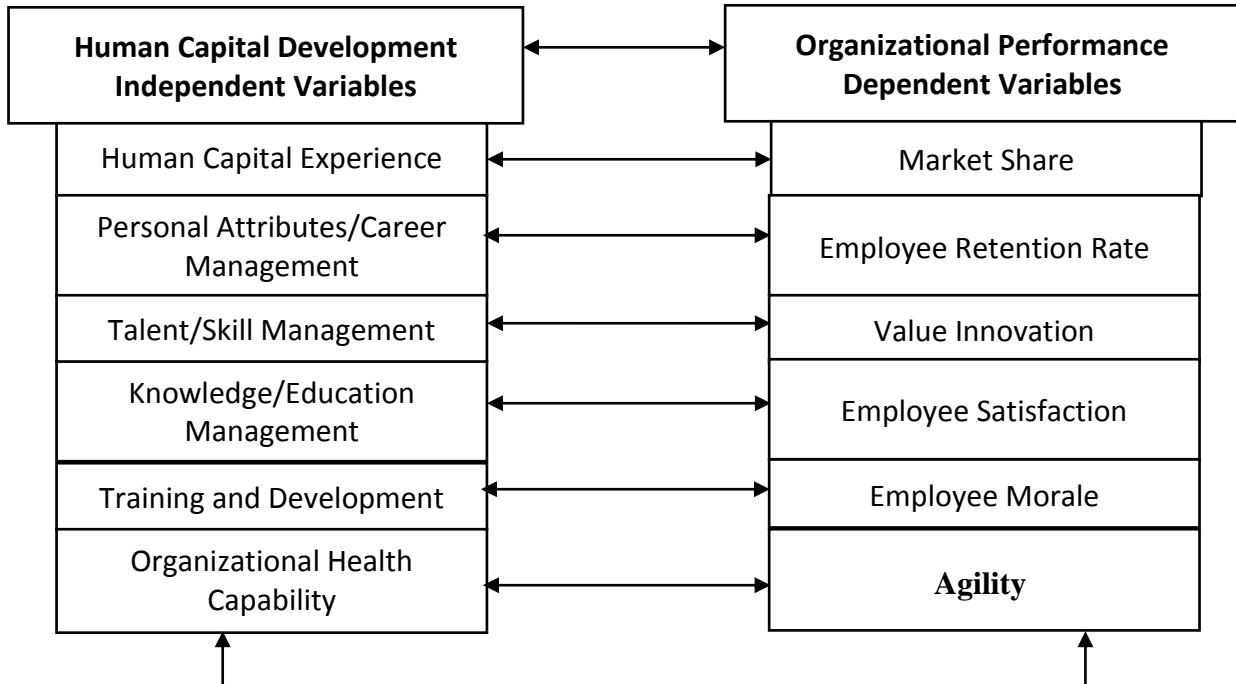 Human Capital Development
Independent Variables
Organizational Performance
Dependent Variables
Human Capital Experience
Market Share
Personal Attributes/Career
Management
Employee Retention Rate
Talent/Skill Management
Value Innovation
Knowledge/Education
Management
Employee Satisfaction
Training and Development
Employee Morale
Organizational Health
Capability
Agility